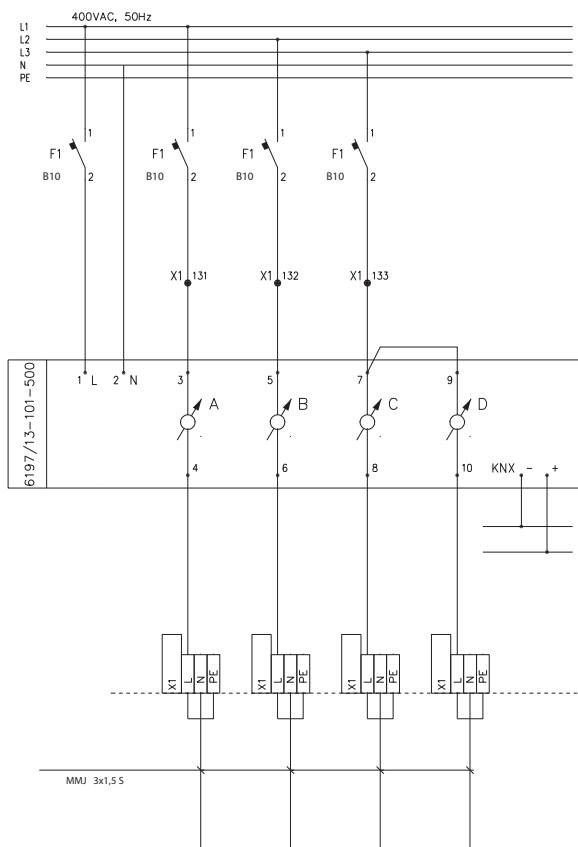 400VAC, 50Hz
L1
L2
L3
N
PE
1 1 1 1
F1 F1 F1 F1
B10 2 B10 2 B10 2 B10 2
X1 131 X1 132 X1 133
6197/13-101-500
1 L 2 N 3 5 7 9
A B C D
4 6 8 10 KNX - +
X1 L N PE X1 L N PE X1 L N PE X1 L N PE
MMJ 3x1,5 S